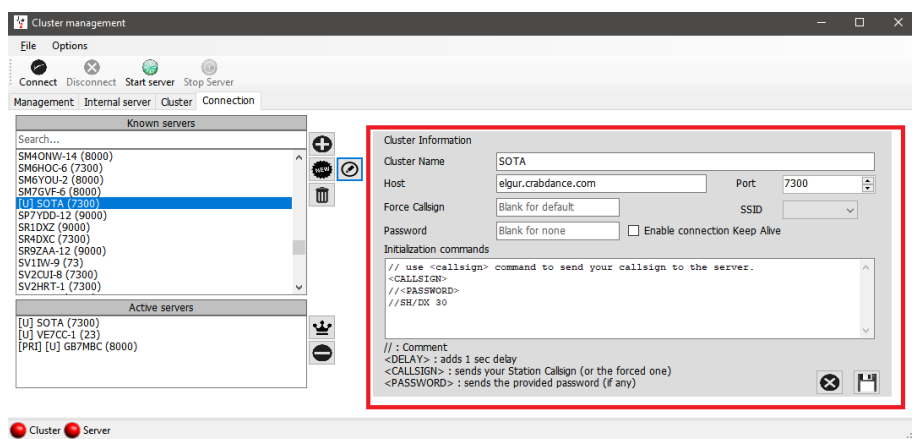 Cluster management
File Options
Connect Disconnect Start server Stop Server
Management Internal server Cluster Connection
Known servers
Search...
SM4ONW-14 (8000)
SM6HOC-6 (7300)
SM6YOU-2 (8000)
SM7GVF-6 (8000)
[U] SOTA (7300)
SP7YDD-12 (9000)
SR1DXZ (9000)
SR4DXC (7300)
SR9ZAA-12 (9000)
SV1IW-9 (73)
SV2CUI-8 (7300)
SV2HRT-1 (7300)
NEW
Active servers
[U] SOTA (7300)
[U] VE7CC-1 (23)
[PRI] [U] GB7MBC (8000)
Cluster Information
Cluster Name SOTA
Host elgur.crabdance.com Port 7300
Force Callsign Blank for default SSID
Password Blank for none Enable connection Keep Alive
Initialization commands
// use <callsign> command to send your callsign to the server.
<CALLSIGN>
//<PASSWORD>
//SH/DX 30
// : Comment
<DELAY> : adds 1 sec delay
<CALLSIGN> : sends your Station Callsign (or the forced one)
<PASSWORD> : sends the provided password (if any)
Cluster Server